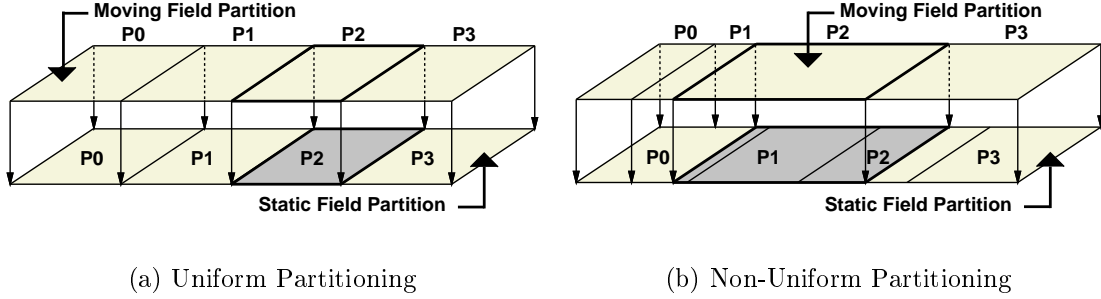 Moving Field Partition
P0 P1 P2 P3
P0 P1 P2 P3
Static Field Partition
(a) Uniform Partitioning
Moving Field Partition
P0 P1 P2 P3
P0 P1 P2 P3
Static Field Partition
(b) Non-Uniform Partitioning